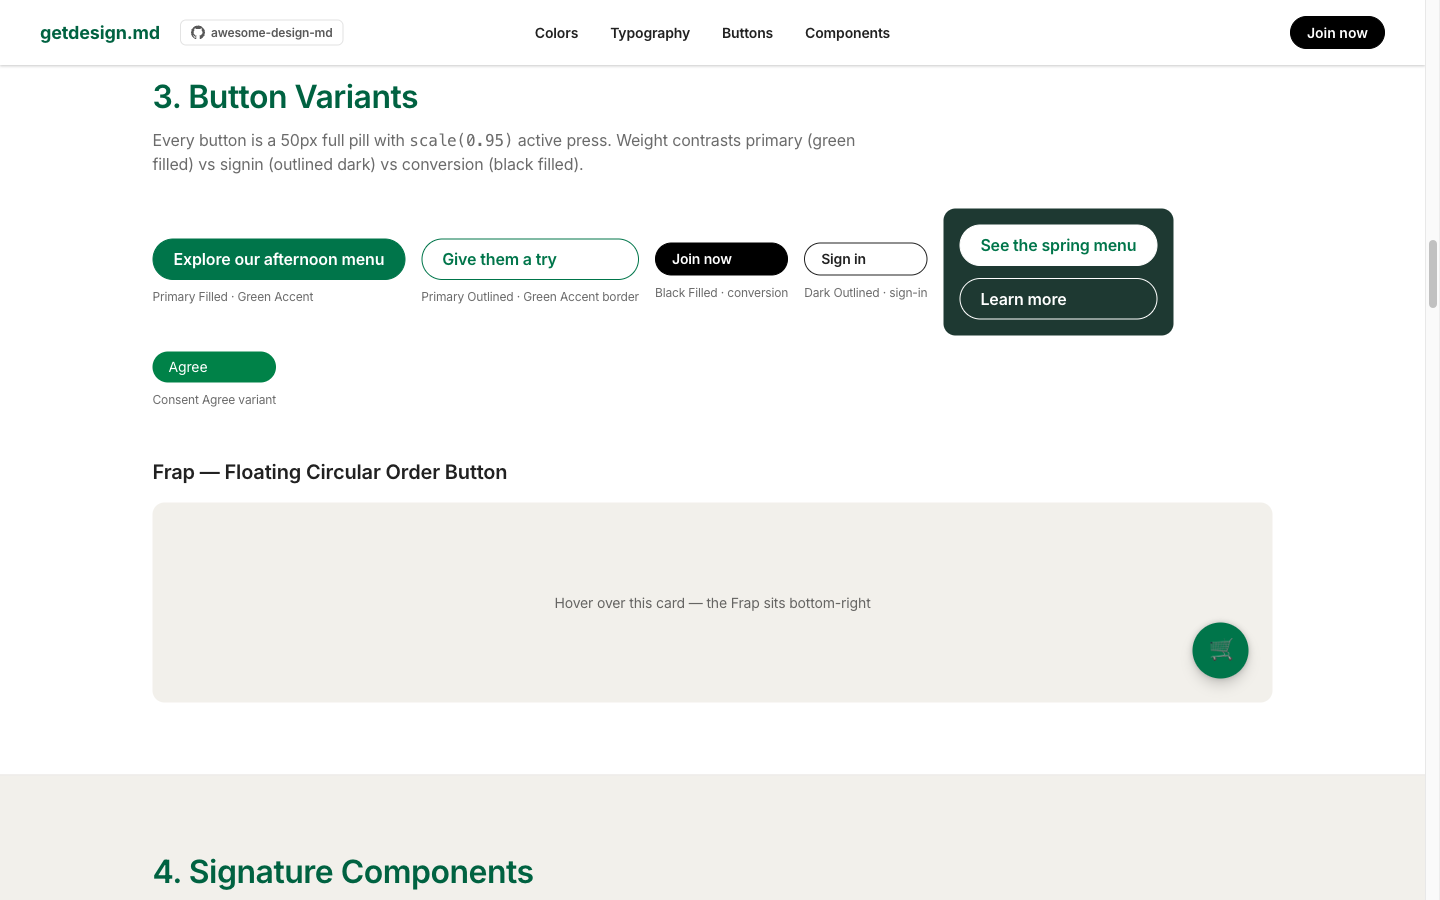 getdesign.md
awesome-design-md
Colors
Typography
Buttons
Components
Join now
3. Button Variants
Every button is a 50px full pill with scale(0.95) active press. Weight contrasts primary (green
filled) vs signin (outlined dark) vs conversion (black filled).
Explore our afternoon menu
Primary Filled · Green Accent
Give them a try
Primary Outlined · Green Accent border
Join now
Black Filled · conversion
Sign in
Dark Outlined · sign-in
See the spring menu
Learn more
Agree
Consent Agree variant
Frap — Floating Circular Order Button
Hover over this card — the Frap sits bottom-right
4. Signature Components